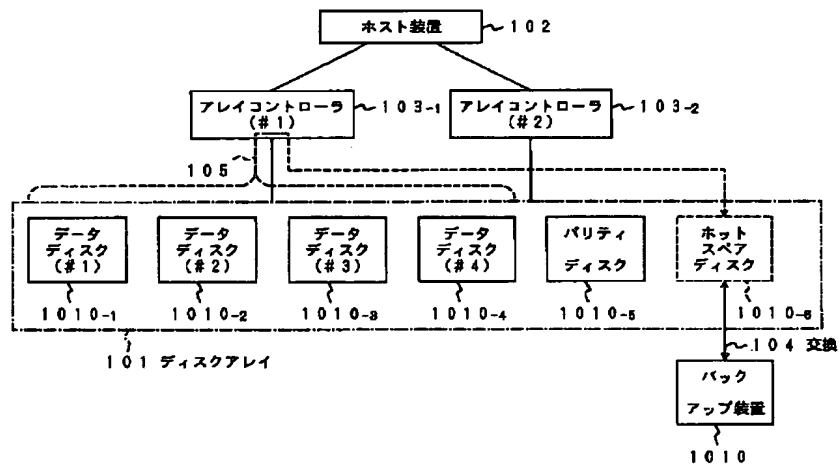 ホスト装置
102
アレイコントローラ
(#1)
103-1
アレイコントローラ
(#2)
103-2
105
データ
ディスク
(#1)
データ
ディスク
(#2)
データ
ディスク
(#3)
データ
ディスク
(#4)
パリティ
ディスク
ホット
スペア
ディスク
1010-1
1010-2
1010-3
1010-4
1010-5
1010-6
101 ディスクアレイ
104 交換
バック
アップ装置
1010